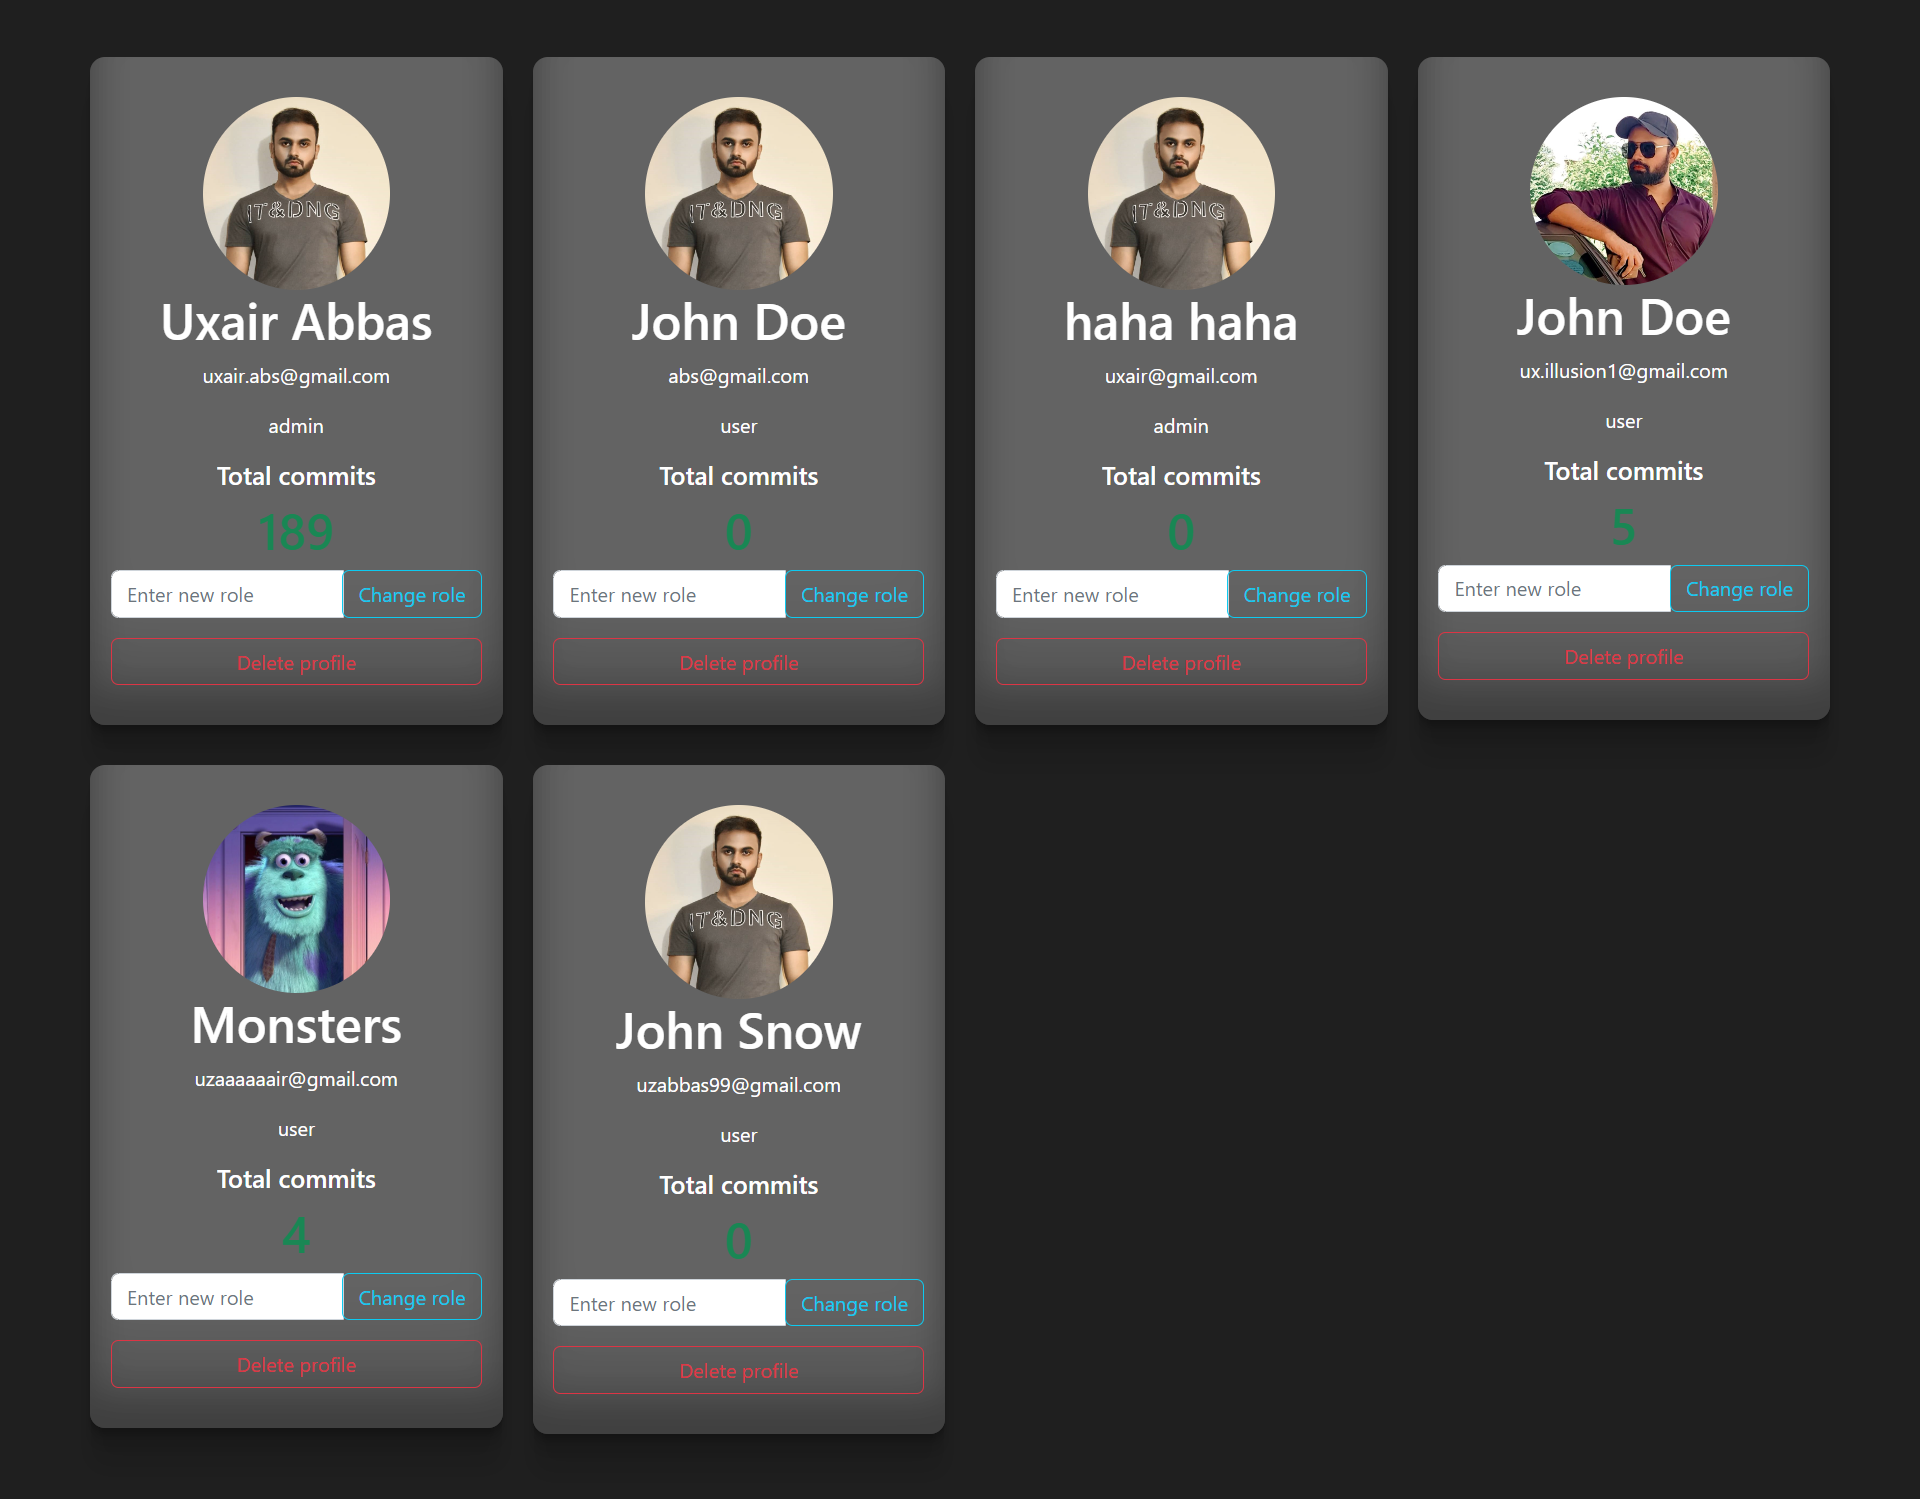 IT&DNG
Uxair Abbas
uxair.abs@gmail.com
admin
Total commits
189
Enter new role
Change role
Delete profile
IT&DNG
John Doe
abs@gmail.com
user
Total commits
0
Enter new role
Change role
Delete profile
IT&DNG
haha haha
uxair@gmail.com
admin
Total commits
0
Enter new role
Change role
Delete profile
John Doe
ux.illusion1@gmail.com
user
Total commits
5
Enter new role
Change role
Delete profile
Monsters
uzaaaaaair@gmail.com
user
Total commits
4
Enter new role
Change role
Delete profile
IT&DNG
John Snow
uzabbas99@gmail.com
user
Total commits
0
Enter new role
Change role
Delete profile